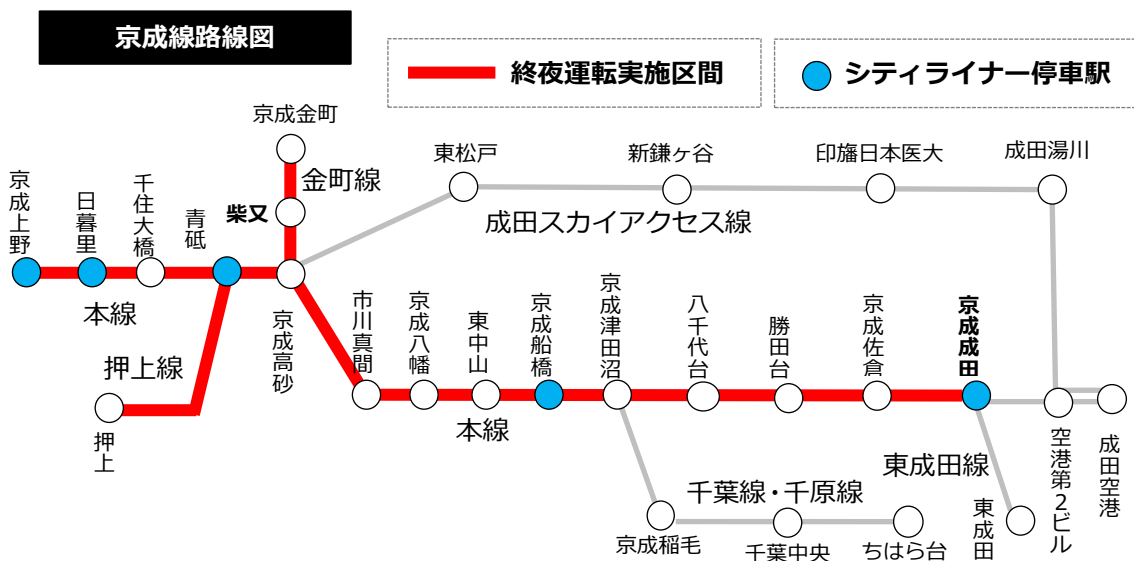 京成線路線図
終夜運転実施区間
シティライナー停車駅
京成金町
金町線
柴又
東松戸
新鎌ヶ谷
印旛日本医大
成田湯川
成田スカイアクセス線
京成上野
日暮里
千住大橋
青砥
本線
押上線
押上
京成高砂
市川真間
京成八幡
東中山
京成船橋
京成津田沼
八千代台
勝田台
京成佐倉
京成成田
本線
東成田線
千葉線・千原線
京成稲毛
千葉中央
ちはら台
東成田
空港第2ビル
成田空港